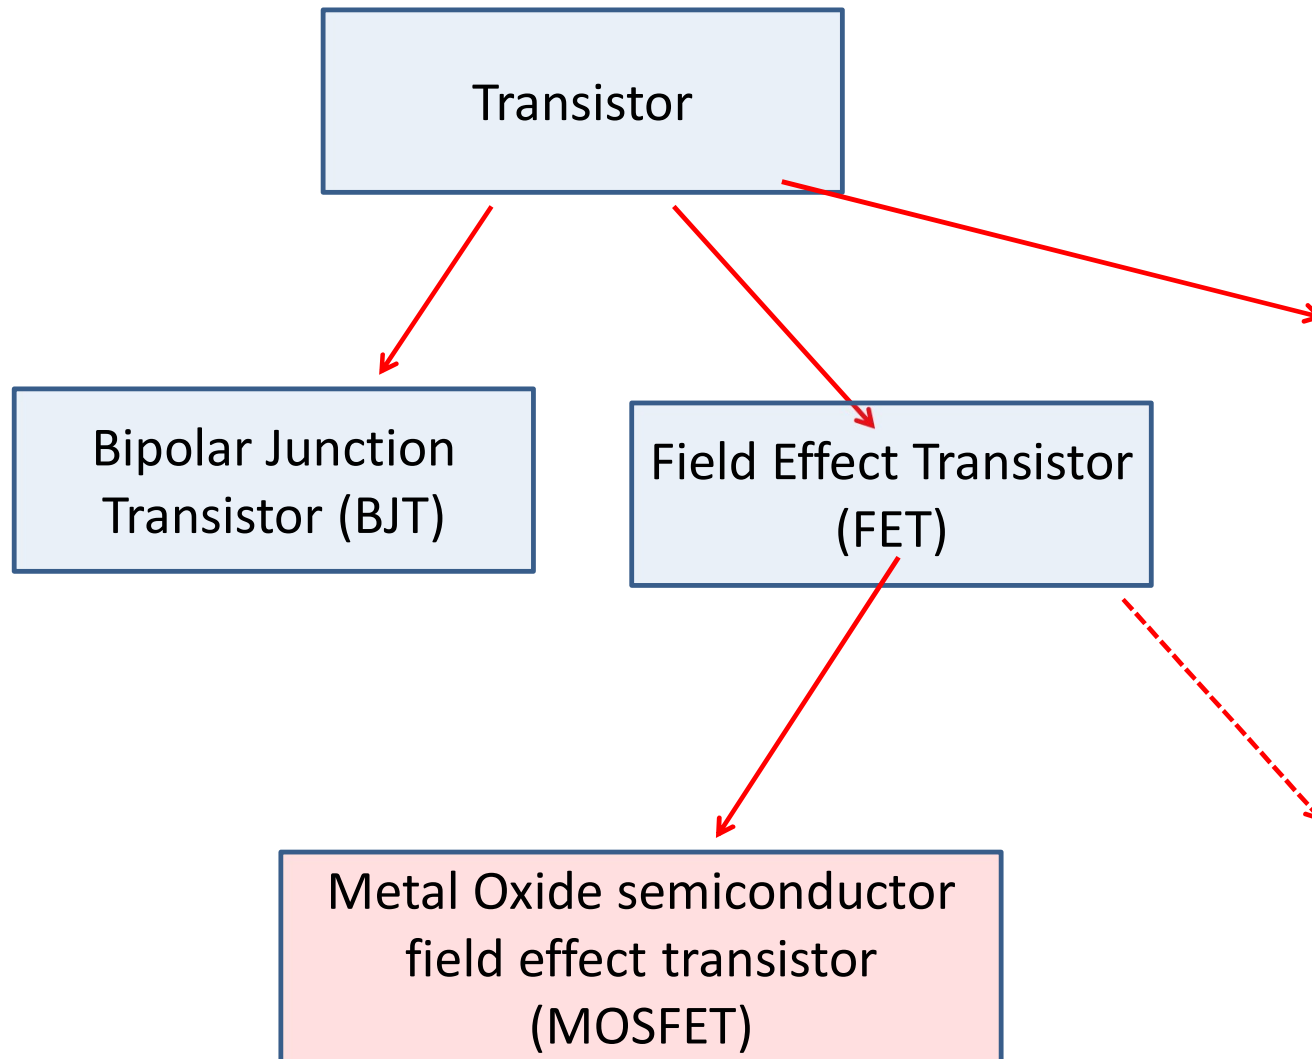 Transistor
Bipolar Junction
Transistor (BJT)
Field Effect Transistor
(FET)
Metal Oxide semiconductor
field effect transistor
(MOSFET)